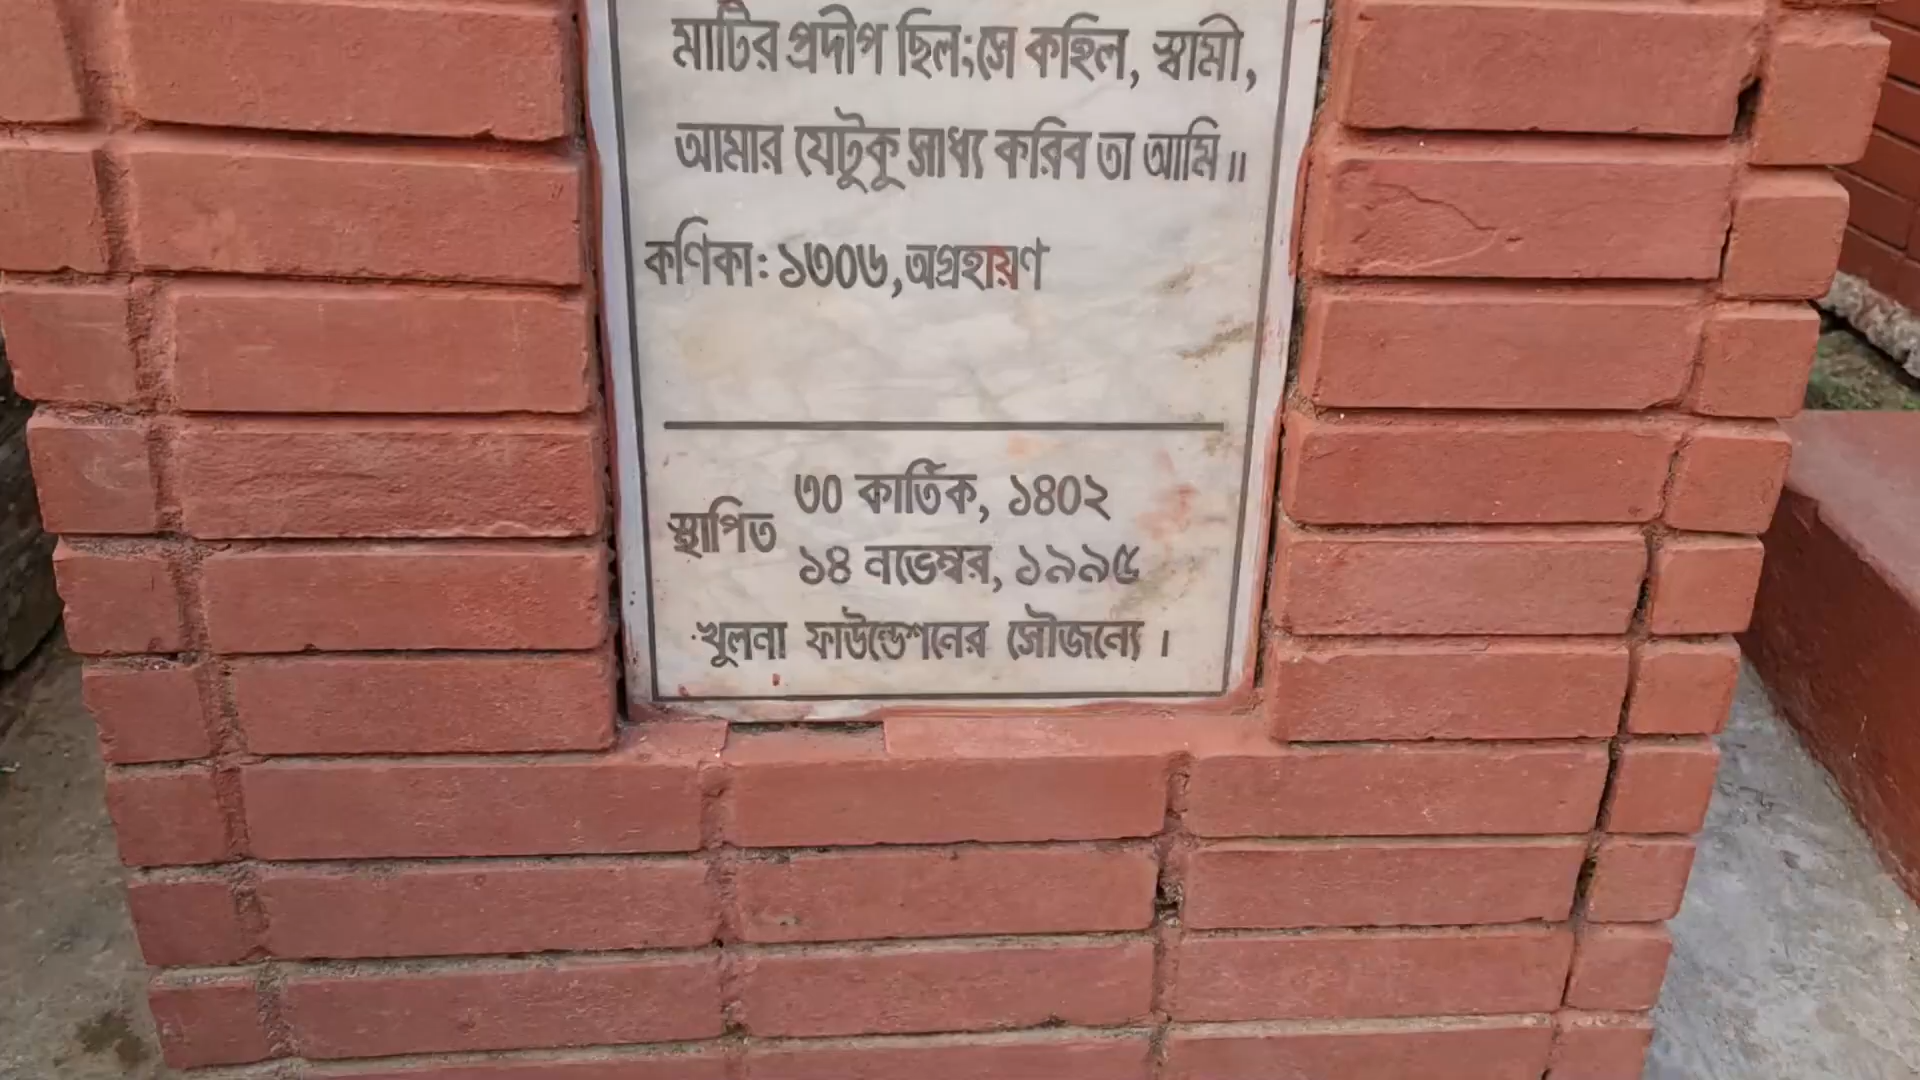 মাটির প্রদীপ ছিল;সে কহিল, স্বামী,
আমার যেটুকু সাধ্য করিব তা আমি॥
কণিকা: ১৩০৬,অগ্রহায়ণ
স্থাপিত
৩০ কার্তিক, ১৪০২
১৪ নভেম্বর, ১৯৯৫
খুলনা ফাউন্ডেশনের সৌজন্যে।